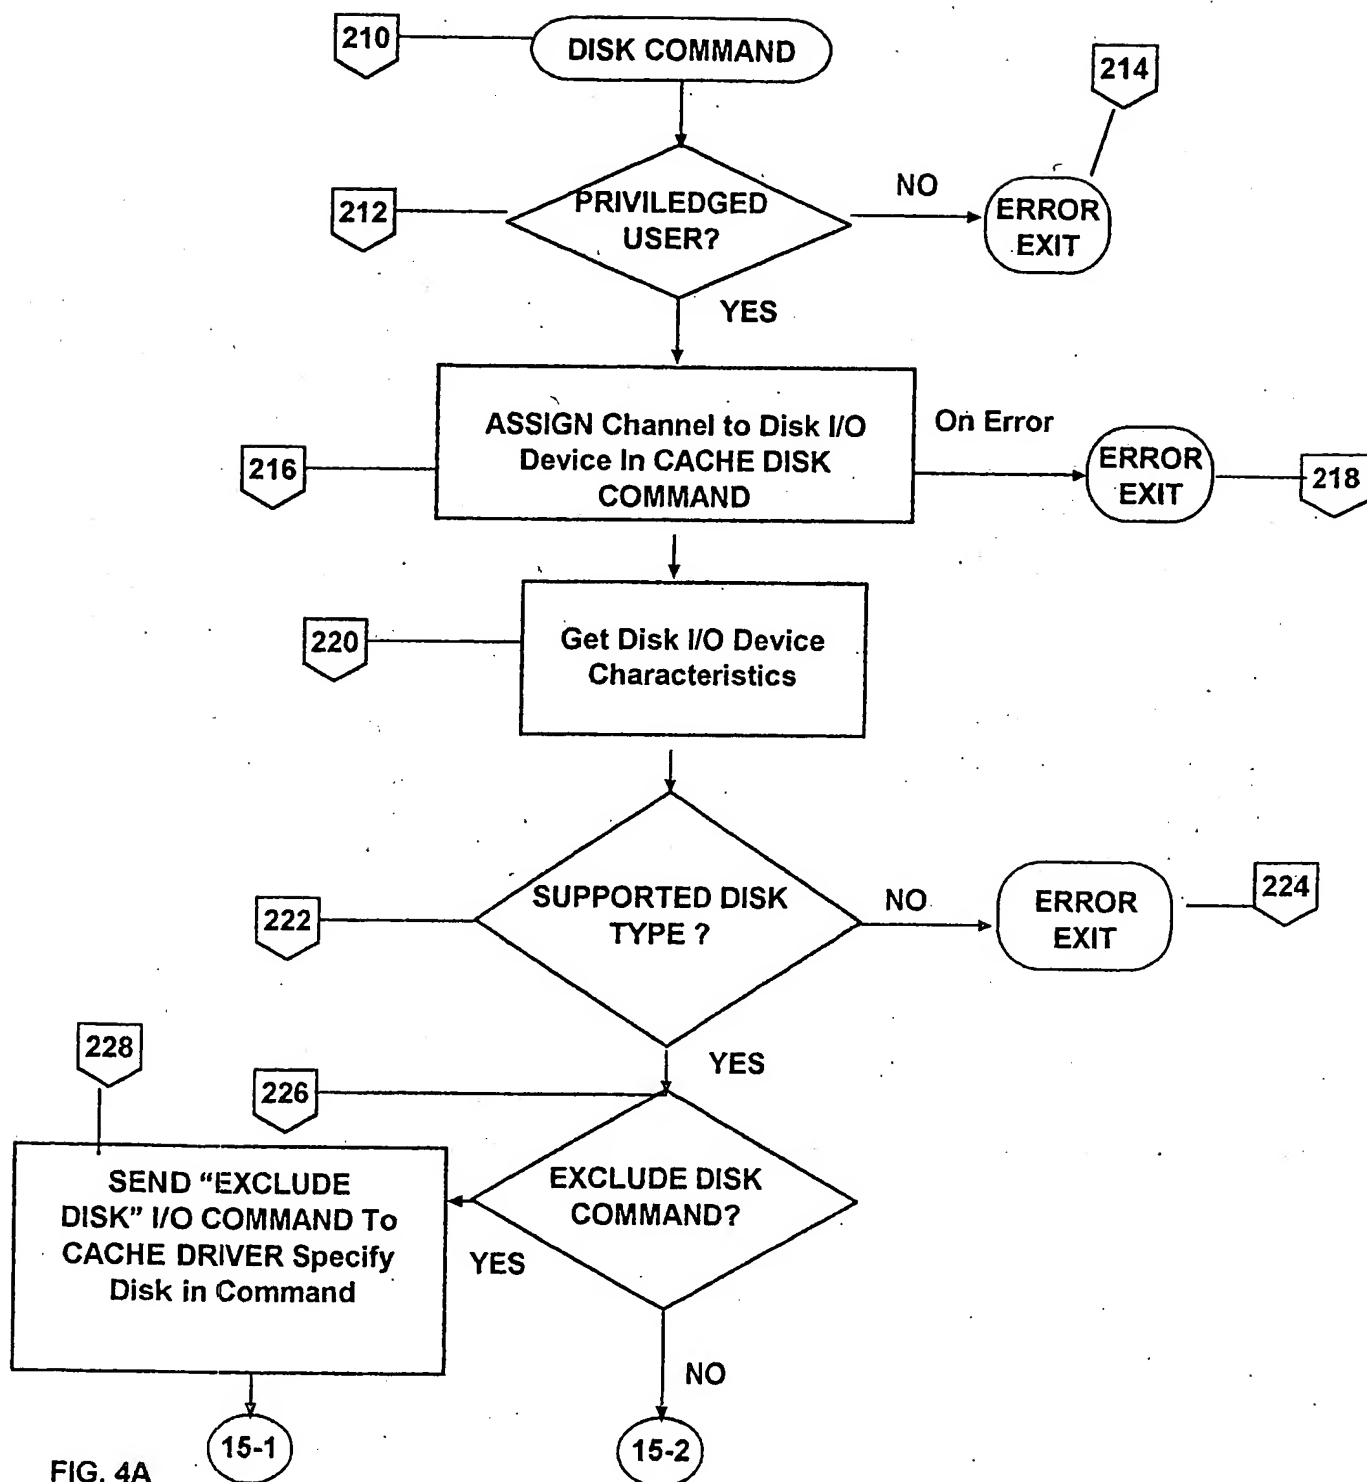 210
DISK COMMAND
214
212
PRIVILEDGED
USER?
NO
ERROR
EXIT
YES
ASSIGN Channel to Disk I/O
Device In CACHE DISK
COMMAND
On Error
ERROR
EXIT
216
218
220
Get Disk I/O Device
Characteristics
222
SUPPORTED DISK
TYPE ?
NO
ERROR
EXIT
224
YES
228
226
SEND “EXCLUDE
DISK” I/O COMMAND To
CACHE DRIVER Specify
Disk in Command
YES
EXCLUDE DISK
COMMAND?
NO
15-1
15-2
FIG. 4A